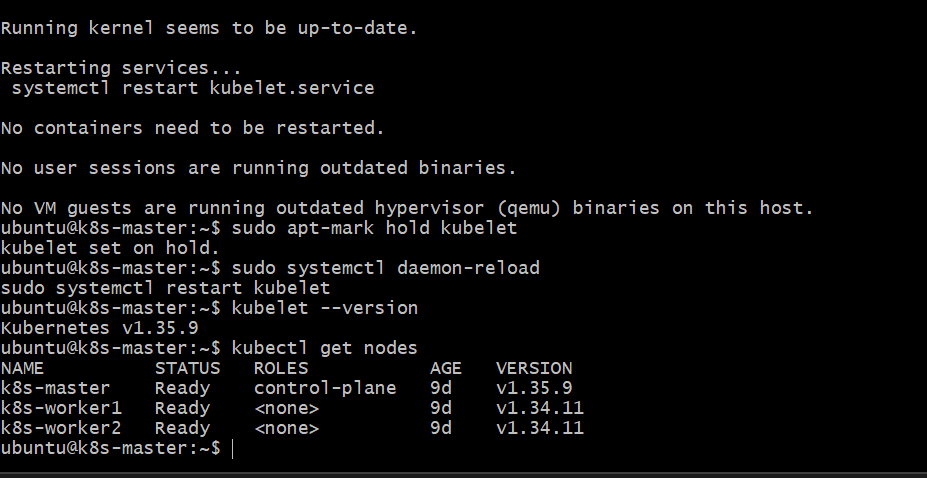 Running kernel seems to be up-to-date.
Restarting services...
systemctl restart kubelet.service
No containers need to be restarted.
No user sessions are running outdated binaries.
No VM guests are running outdated hypervisor (qemu) binaries on this host.
ubuntu@k8s-master:~$ sudo apt-mark hold kubelet
kubelet set on hold.
ubuntu@k8s-master:~$ sudo systemctl daemon-reload
sudo systemctl restart kubelet
ubuntu@k8s-master:~$ kubelet --version
Kubernetes v1.35.9
ubuntu@k8s-master:~$ kubectl get nodes
NAME STATUS ROLES AGE VERSION
k8s-master Ready control-plane 9d v1.35.9
k8s-worker1 Ready <none> 9d v1.34.11
k8s-worker2 Ready <none> 9d v1.34.11
ubuntu@k8s-master:~$